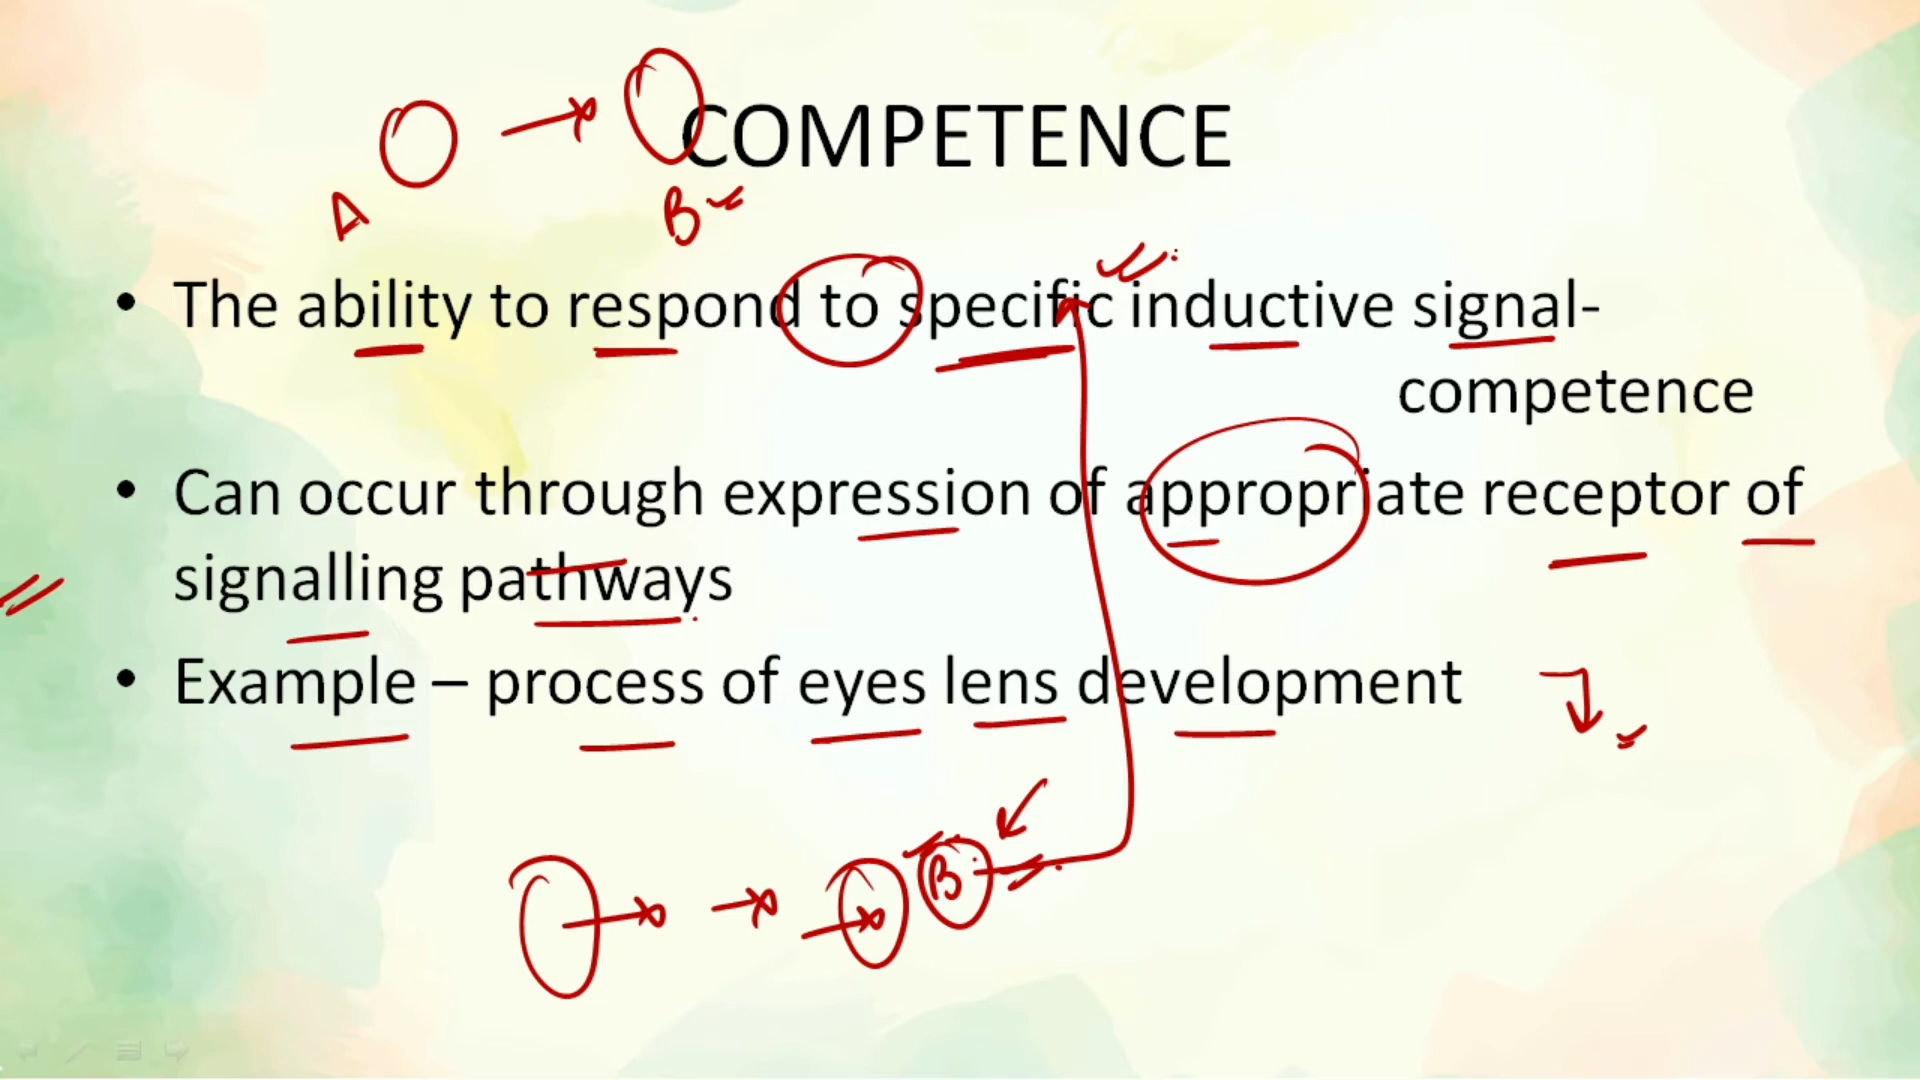 COMPETENCE
A
B
• The ability to respond to specific inductive signal-
competence
• Can occur through expression of appropriate receptor of
signalling pathways
• Example – process of eyes lens development
B